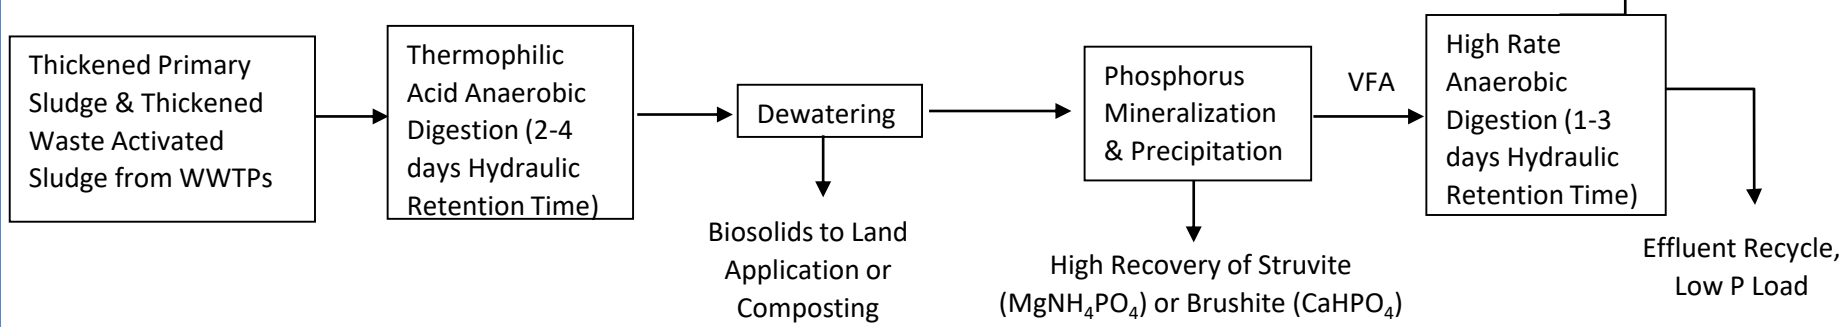 Thickened Primary
Sludge & Thickened
Waste Activated
Sludge from WWTPs
Thermophilic
Acid Anaerobic
Digestion (2-4
days Hydraulic
Retention Time)
Dewatering
Biosolids to Land
Application or
Composting
Phosphorus
Mineralization
& Precipitation
High Recovery of Struvite
(MgNH₄PO₄) or Brushite (CaHPO₄)
VFA
High Rate
Anaerobic
Digestion (1-3
days Hydraulic
Retention Time)
Effluent Recycle,
Low P Load